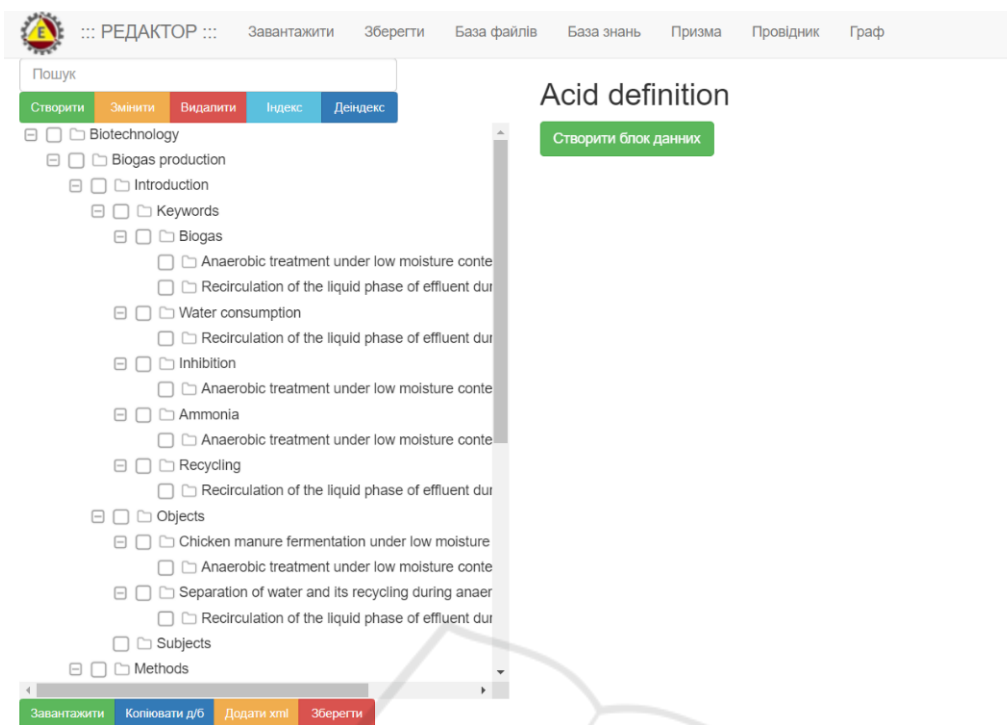 E
::: РЕДАКТОР ::: Завантажити Зберегти База файлів База знань Призма Провідник Граф
Пошук
Створити Змінити Видалити Індекс Деіндекс
Acid definition
Створити блок данних
Biotechnology
Biogas production
Introduction
Keywords
Biogas
Anaerobic treatment under low moisture conte
Recirculation of the liquid phase of effluent dur
Water consumption
Recirculation of the liquid phase of effluent dur
Inhibition
Anaerobic treatment under low moisture conte
Ammonia
Anaerobic treatment under low moisture conte
Recycling
Recirculation of the liquid phase of effluent dur
Objects
Chicken manure fermentation under low moisture
Anaerobic treatment under low moisture conte
Separation of water and its recycling during anaer
Recirculation of the liquid phase of effluent dur
Subjects
Methods
Завантажити Копіювати д/б Додати xml Зберегти